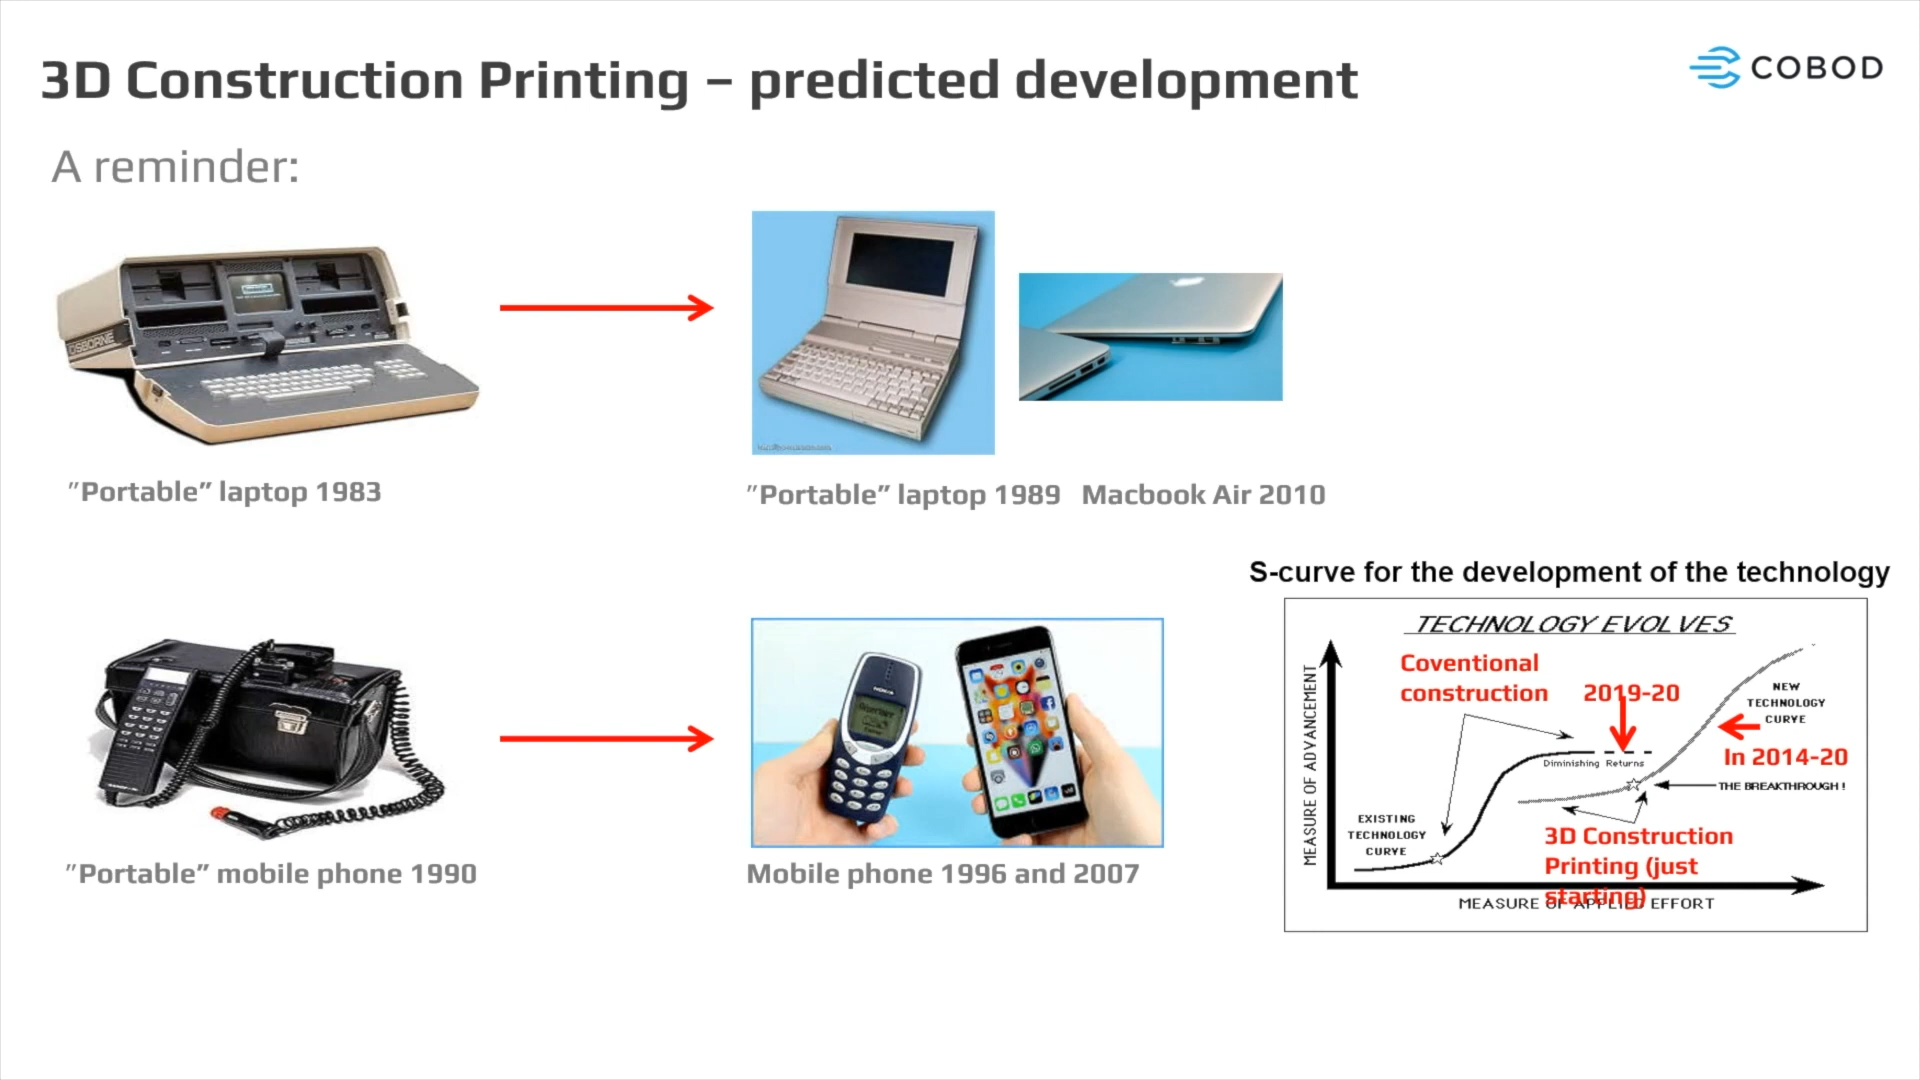 3D Construction Printing – predicted development
COBOD
A reminder:
OSBORNE
”Portable” laptop 1983
”Portable” laptop 1989
Macbook Air 2010
NOKIA
”Portable” mobile phone 1990
Mobile phone 1996 and 2007
S-curve for the development of the technology
TECHNOLOGY EVOLVES
Coventional
construction
2019-20
NEW
TECHNOLOGY
CURVE
In 2014-20
Diminishing Returns
THE BREAKTHROUGH !
EXISTING
TECHNOLOGY
CURVE
3D Construction
Printing (just
starting)
MEASURE OF ADVANCEMENT
MEASURE OF APPLIED EFFORT